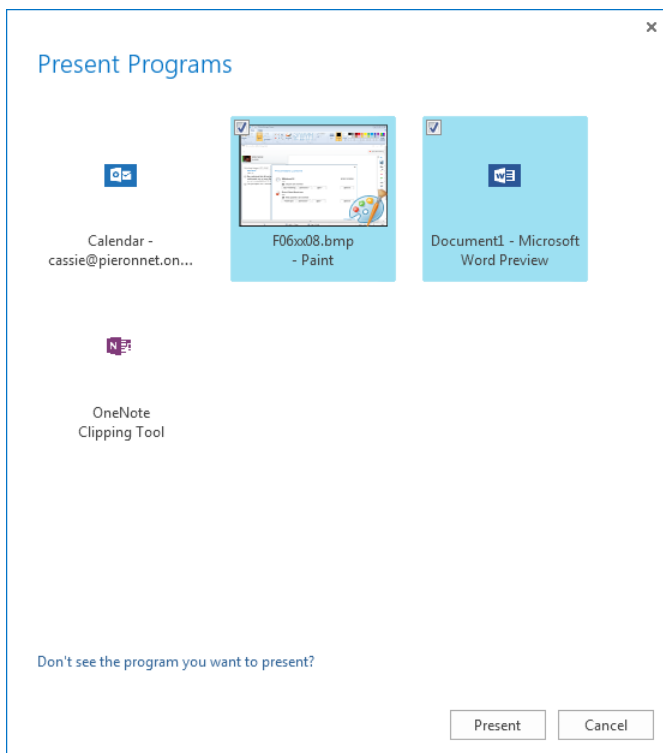 Present Programs
Calendar -
cassie@pieronnet.on...
F06xx08.bmp
- Paint
Document1 - Microsoft
Word Preview
OneNote
Clipping Tool
Don't see the program you want to present?
Present
Cancel